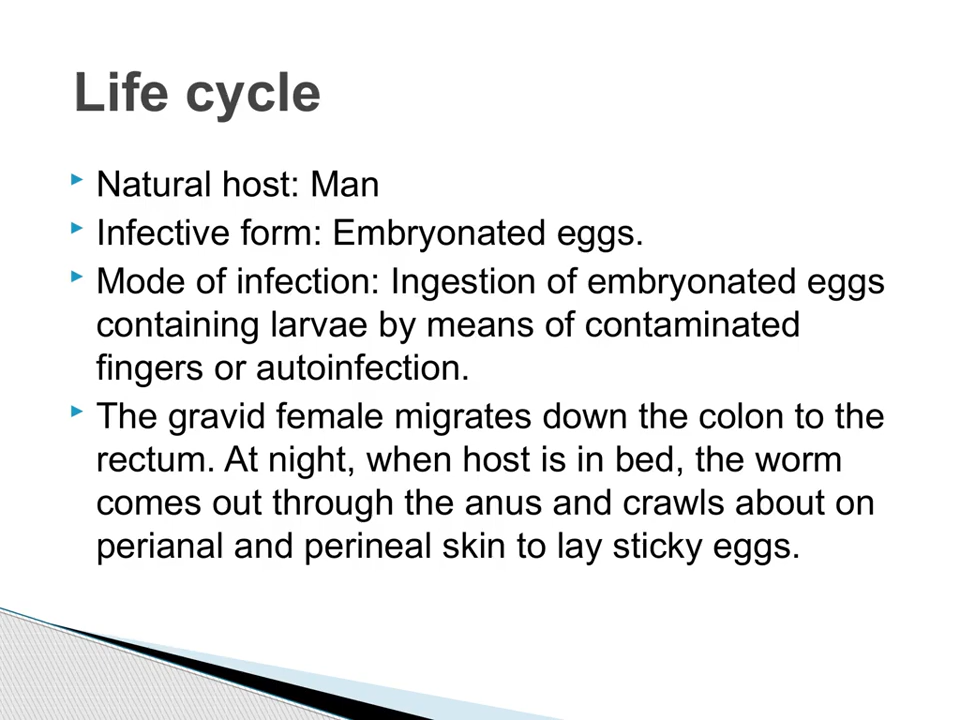 Life cycle
Natural host: Man
Infective form: Embryonated eggs.
Mode of infection: Ingestion of embryonated eggs
containing larvae by means of contaminated
fingers or autoinfection.
The gravid female migrates down the colon to the
rectum. At night, when host is in bed, the worm
comes out through the anus and crawls about on
perianal and perineal skin to lay sticky eggs.